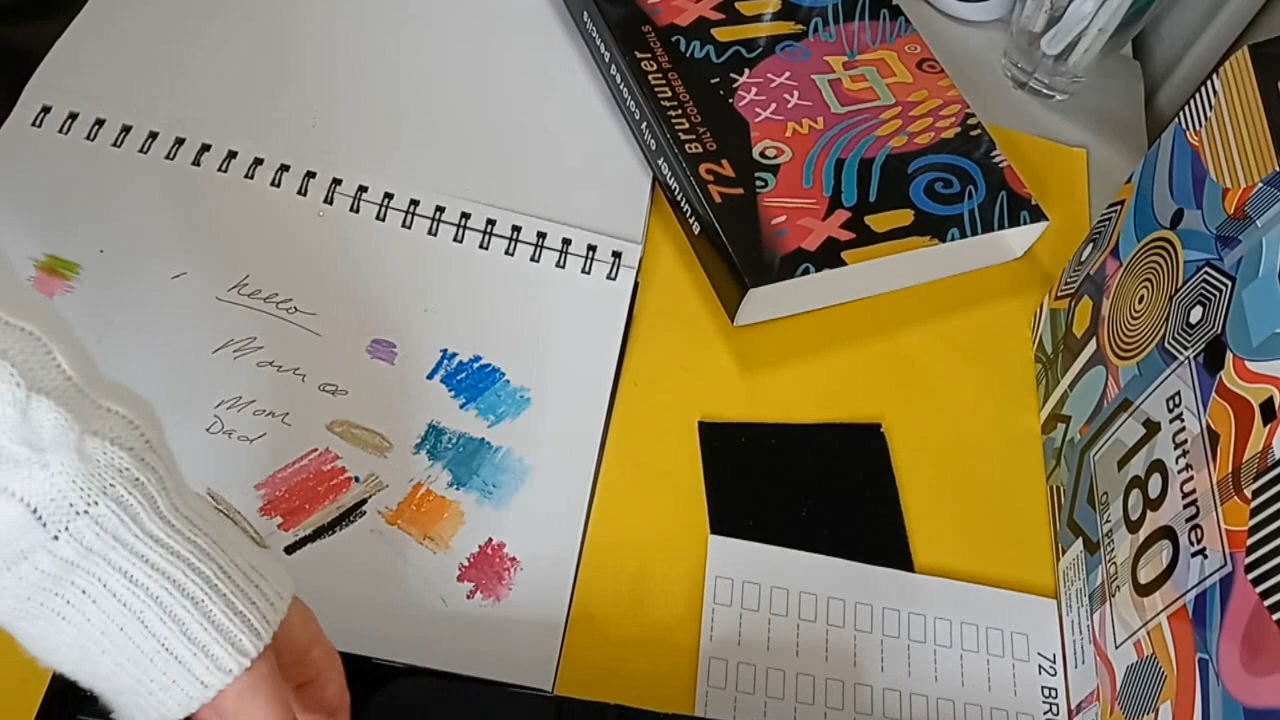 hello
Mom
Mom
Dad
Brutfuner oily colored pencils
72 Brutfuner
OILY COLORED PENCILS
Brutfuner
180
OILY PENCILS
72 BR